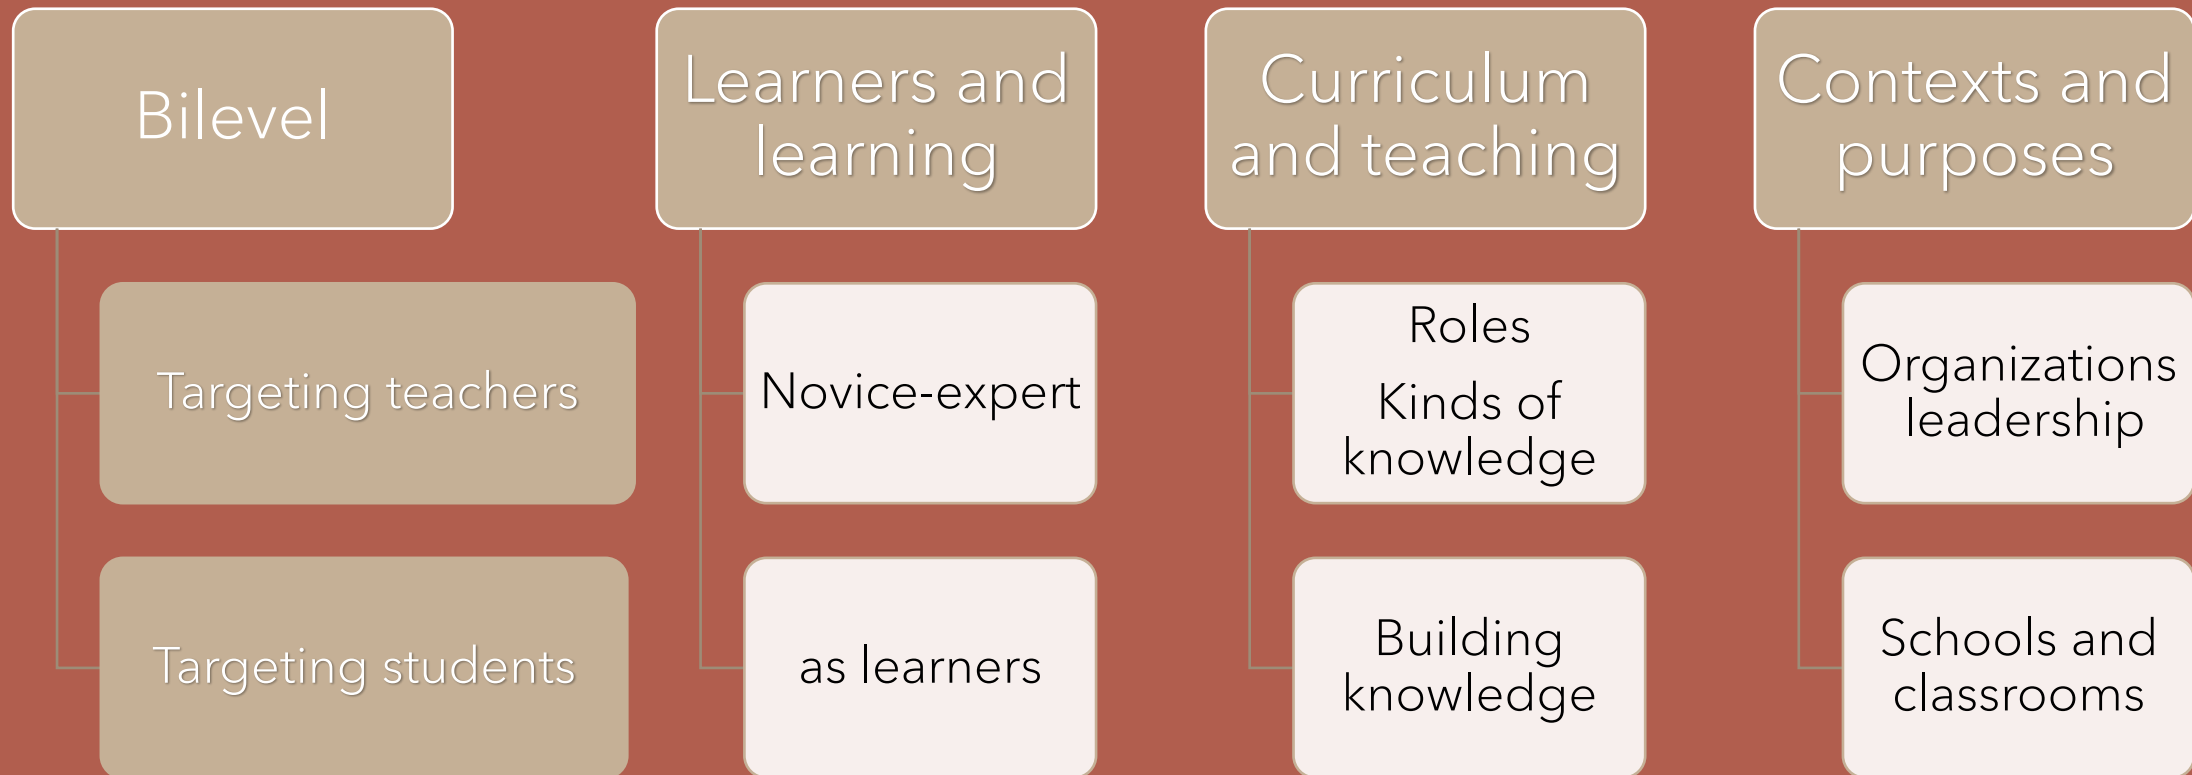 Bilevel
Learners and
learning
Curriculum
and teaching
Contexts and
purposes
Targeting teachers
Novice-expert
Roles
Kinds of
knowledge
Organizations
leadership
Targeting students
as learners
Building
knowledge
Schools and
classrooms